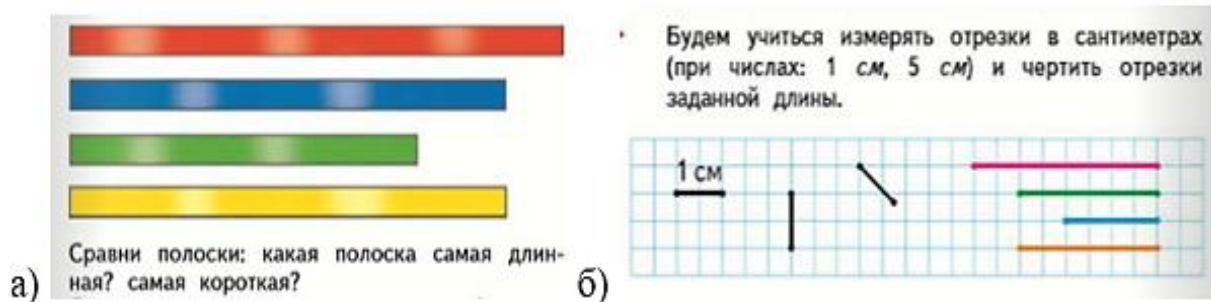 а)
Сравни полоски: какая полоска самая длин-
ная? самая короткая?
б)
Будем учиться измерять отрезки в сантиметрах
(при числах: 1 см, 5 см) и чертить отрезки
заданной длины.
1 см